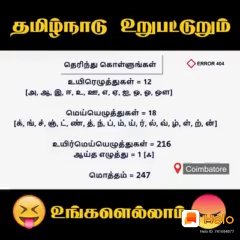 தமிழ்நாடு உறுபட்டுறும்
தெரிந்து கொள்ளுங்கள்
ERROR 404
உயிரெழுத்துகள் = 12
[அ, ஆ, இ, ஈ, உ, ஊ, எ, ஏ, ஐ, ஒ, ஓ, ஔ]
மெய்யெழுத்துகள் = 18
[க், ங், ச், ஞ், ட், ண், த், ந், ப், ம், ய், ர், ல், வ், ழ், ள், ற், ன்]
உயிர்மெய்யெழுத்துகள் = 216
ஆய்த எழுத்து = 1 [ஃ]
Coimbatore
மொத்தம் = 247
உங்களெல்லாம்
Helo